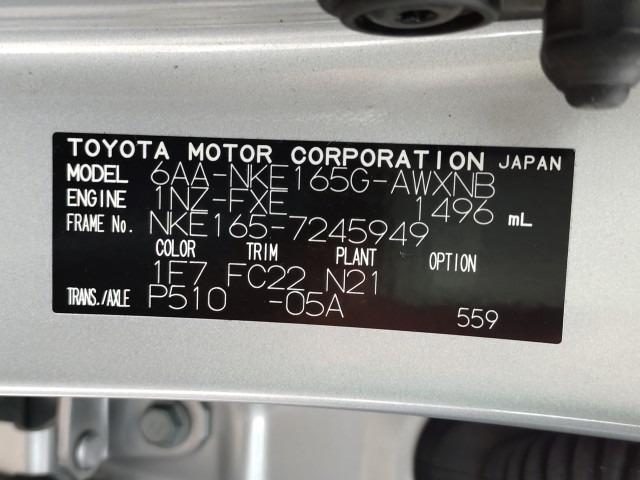 TOYOTA MOTOR CORPORATION JAPAN
MODEL 6AA-NKE165G-AWXNB
ENGINE 1NZ-FXE 1496 mL
FRAME No. NKE165-7245949
COLOR TRIM PLANT OPTION
1F7 FC22 N21
TRANS./AXLE P510 -05A
559